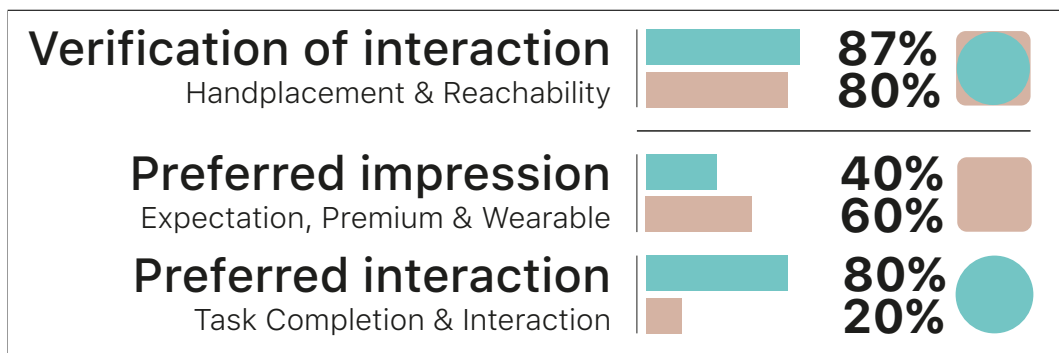 Verification of interaction
Handplacement & Reachability
87%
80%
Preferred impression
Expectation, Premium & Wearable
40%
60%
Preferred interaction
Task Completion & Interaction
80%
20%